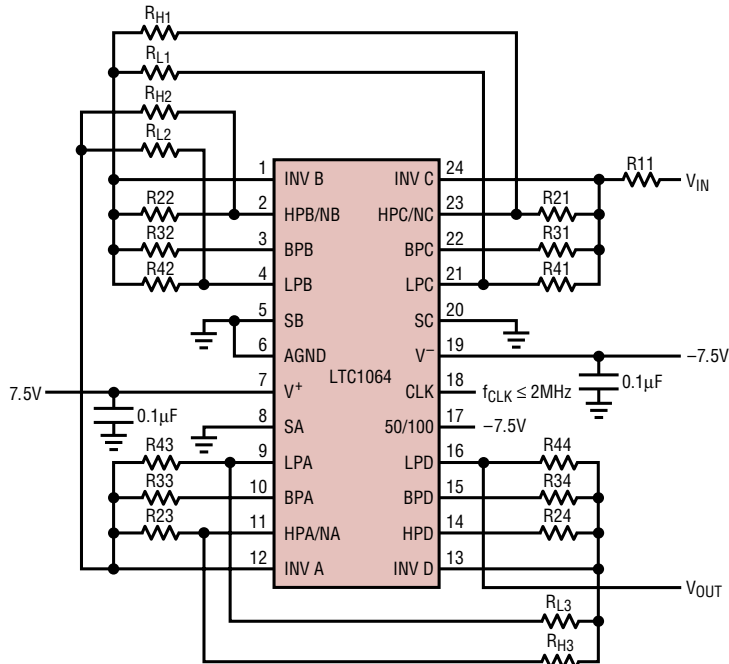 RH1
RL1
RH2
RL2
1 INV B INV C 24 R11 VIN
R22 2 HPB/NB HPC/NC 23 R21
R32 3 BPB BPC 22 R31
R42 4 LPB LPC 21 R41
5 SB SC 20
6 AGND V– 19 –7.5V
7.5V 7 V+ LTC1064 CLK 18 fCLK ≤ 2MHz 0.1μF
0.1μF 8 SA 50/100 17 –7.5V
R43 9 LPA LPD 16 R44
R33 10 BPA BPD 15 R34
R23 11 HPA/NA HPD 14 R24
12 INV A INV D 13
VOUT
RL3
RH3